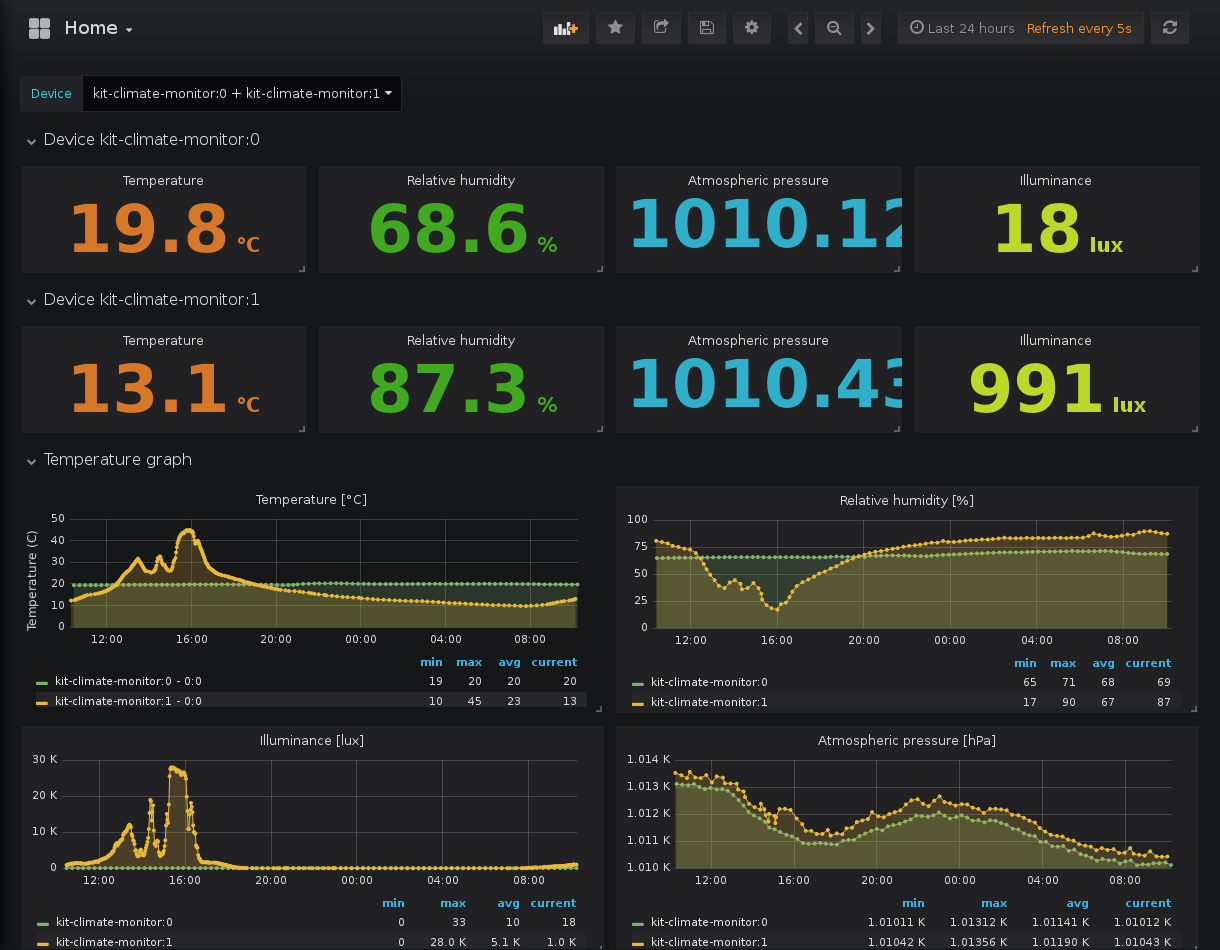 Home
Last 24 hours Refresh every 5s
Device kit-climate-monitor:0 + kit-climate-monitor:1
Device kit-climate-monitor:0
Temperature Relative humidity Atmospheric pressure Illuminance
19.8 °C 68.6 % 1010.12 18 lux
Device kit-climate-monitor:1
Temperature Relative humidity Atmospheric pressure Illuminance
13.1 °C 87.3 % 1010.43 991 lux
Temperature graph
Temperature [°C]
Temperature (C)
50
40
30
20
10
0
12:00 16:00 20:00 00:00 04:00 08:00
min max avg current
kit-climate-monitor:0 - 0:0 19 20 20 20
kit-climate-monitor:1 - 0:0 10 45 23 13
Relative humidity [%]
100
75
50
25
0
12:00 16:00 20:00 00:00 04:00 08:00
min max avg current
kit-climate-monitor:0 65 71 68 69
kit-climate-monitor:1 17 90 67 87
Illuminance [lux]
30 K
20 K
10 K
0
12:00 16:00 20:00 00:00 04:00 08:00
min max avg current
kit-climate-monitor:0 0 33 10 18
kit-climate-monitor:1 0 28.0 K 5.1 K 1.0 K
Atmospheric pressure [hPa]
1.014 K
1.013 K
1.012 K
1.011 K
1.010 K
12:00 16:00 20:00 00:00 04:00 08:00
min max avg current
kit-climate-monitor:0 1.01011 K 1.01312 K 1.01141 K 1.01012 K
kit-climate-monitor:1 1.01042 K 1.01356 K 1.01190 K 1.01043 K